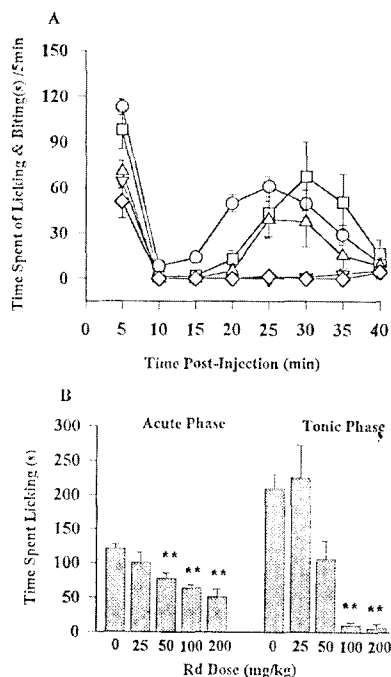 A
Time Spent of Licking & Biting(s) /5min
150
120
90
60
30
0
0 5 10 15 20 25 30 35 40
Time Post-Injection (min)
B
Acute Phase
Tonic Phase
Time Spent Licking (s)
300
250
200
150
100
50
0
** ** **
** **
0 25 50 100 200
0 25 50 100 200
Rd Dose (mg/kg)